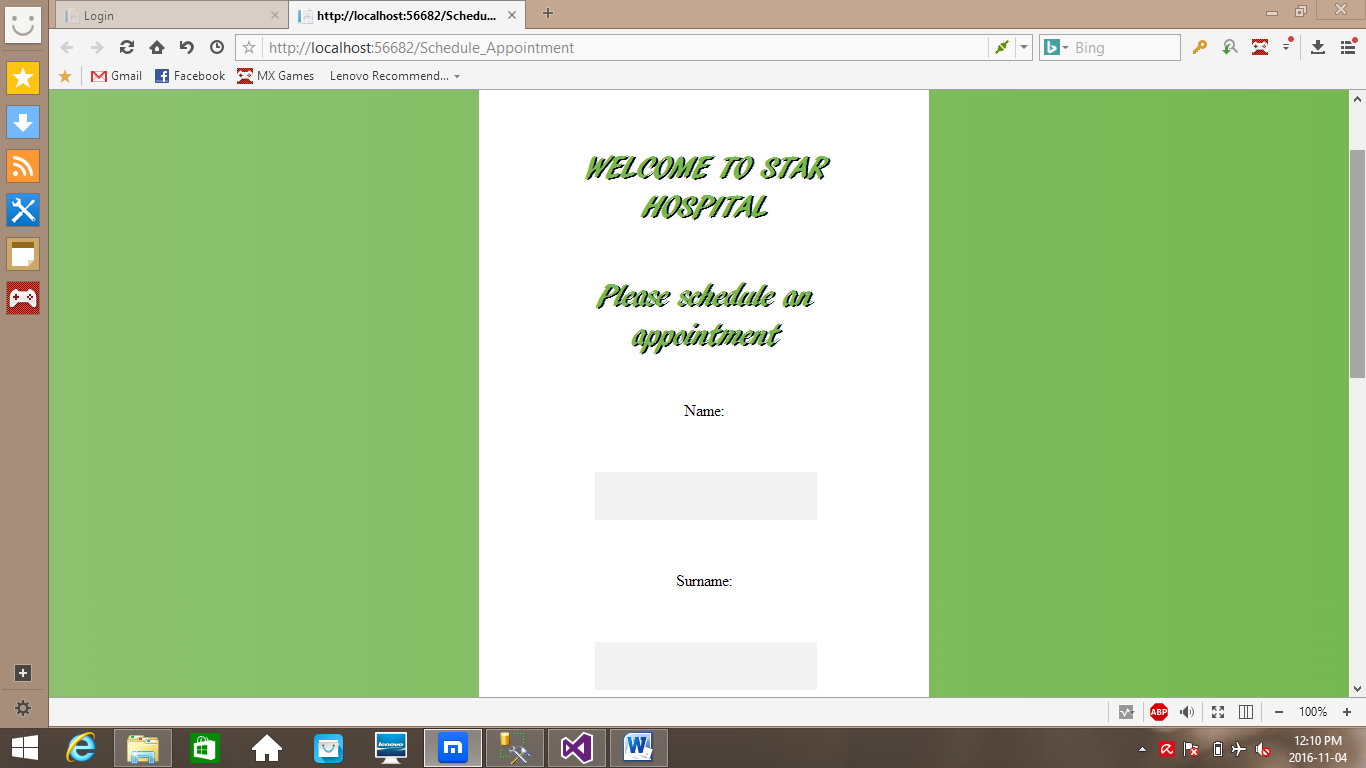 Login
http://localhost:56682/Schedu...
http://localhost:56682/Schedule_Appointment
Bing
Gmail
Facebook
MX Games
Lenovo Recommend...
WELCOME TO STAR
HOSPITAL
Please schedule an
appointment
Name:
Surname:
ABP
100%
lenovo
12:10 PM
2016-11-04